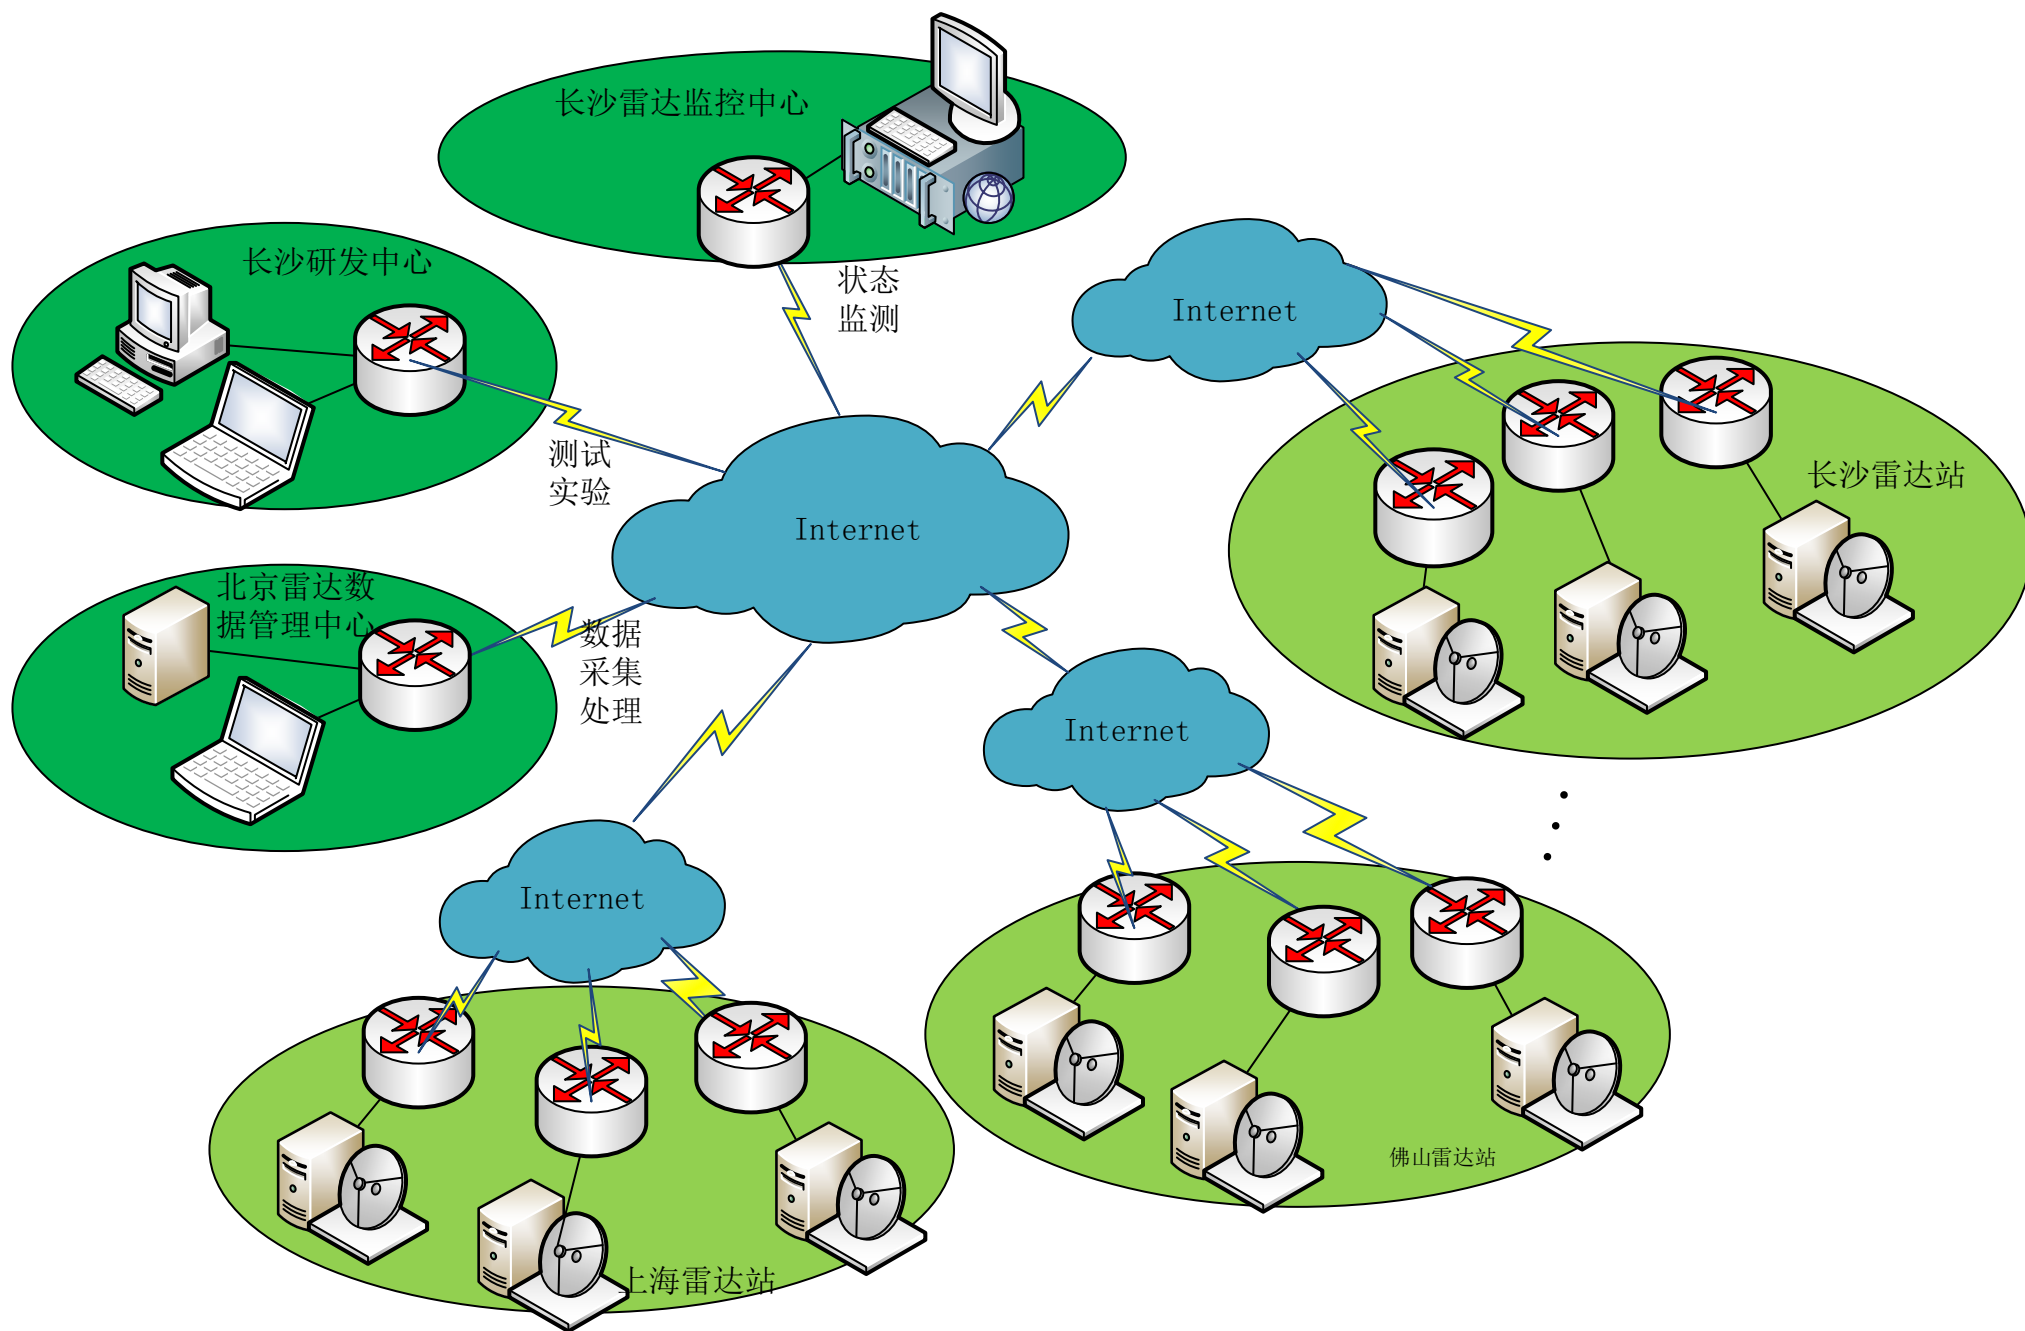 长沙雷达监控中心
长沙研发中心
状态
监测
Internet
测试
实验
长沙雷达站
Internet
北京雷达数
据管理中心
数据
采集
处理
Internet
Internet
佛山雷达站
上海雷达站